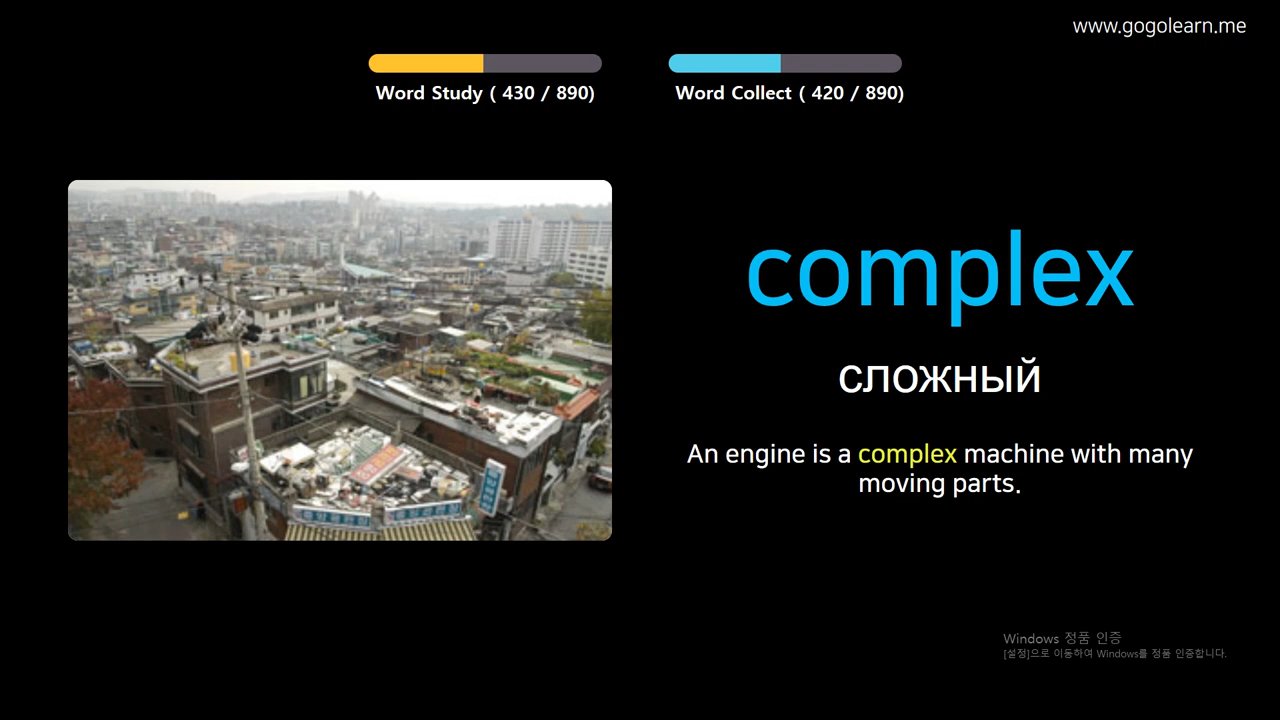 www.gogolearn.me
Word Study ( 430 / 890)
Word Collect ( 420 / 890)
complex
сложный
An engine is a complex machine with many
moving parts.
Windows 정품 인증
[설정]으로 이동하여 Windows를 정품 인증합니다.